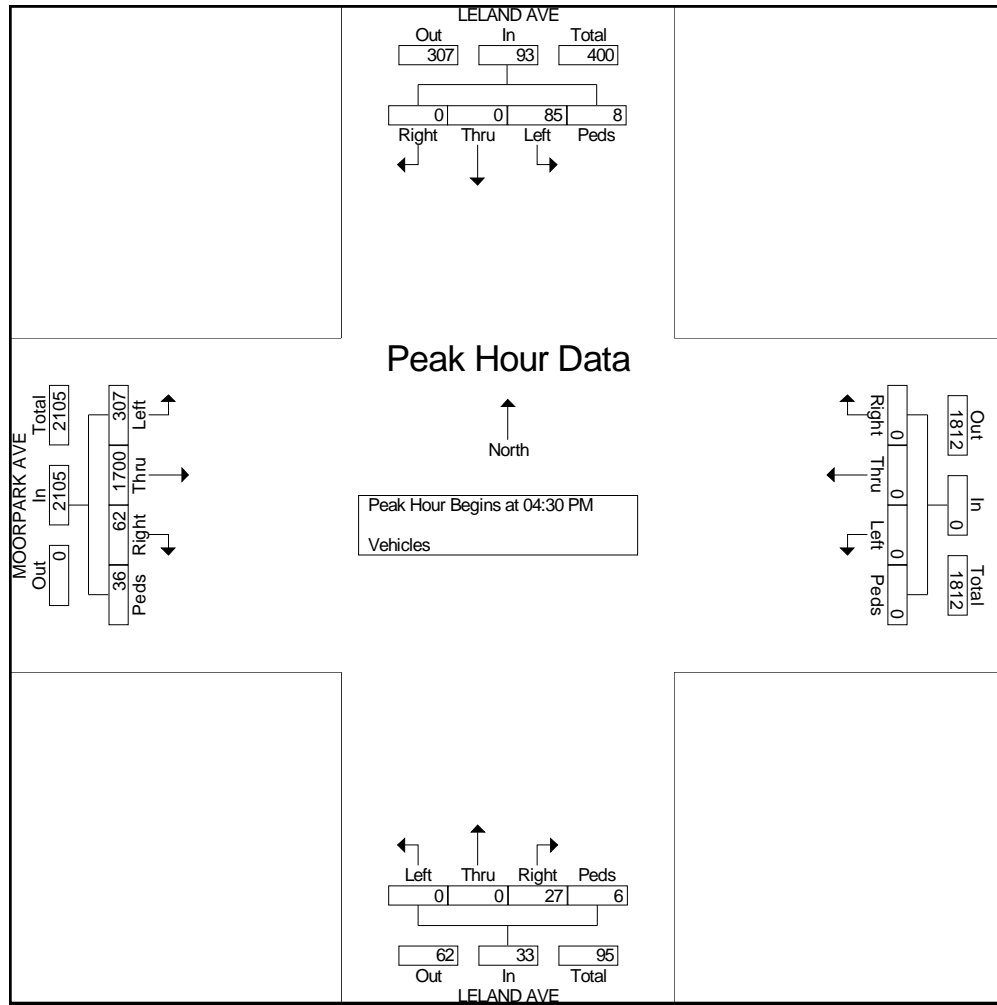 LELAND AVE
Out In Total
307 93 400
0 0 85 8
Right Thru Left Peds
Peak Hour Data
North
Peak Hour Begins at 04:30 PM
Vehicles
MOORPARK AVE
Out In Total
0 2105 2105
36 62 1700 307
Peds Right Thru Left
Out In Total
1812 0 1812
0 0 0 0
Right Thru Left Peds
Left Thru Right Peds
0 0 27 6
62 33 95
Out In Total
LELAND AVE